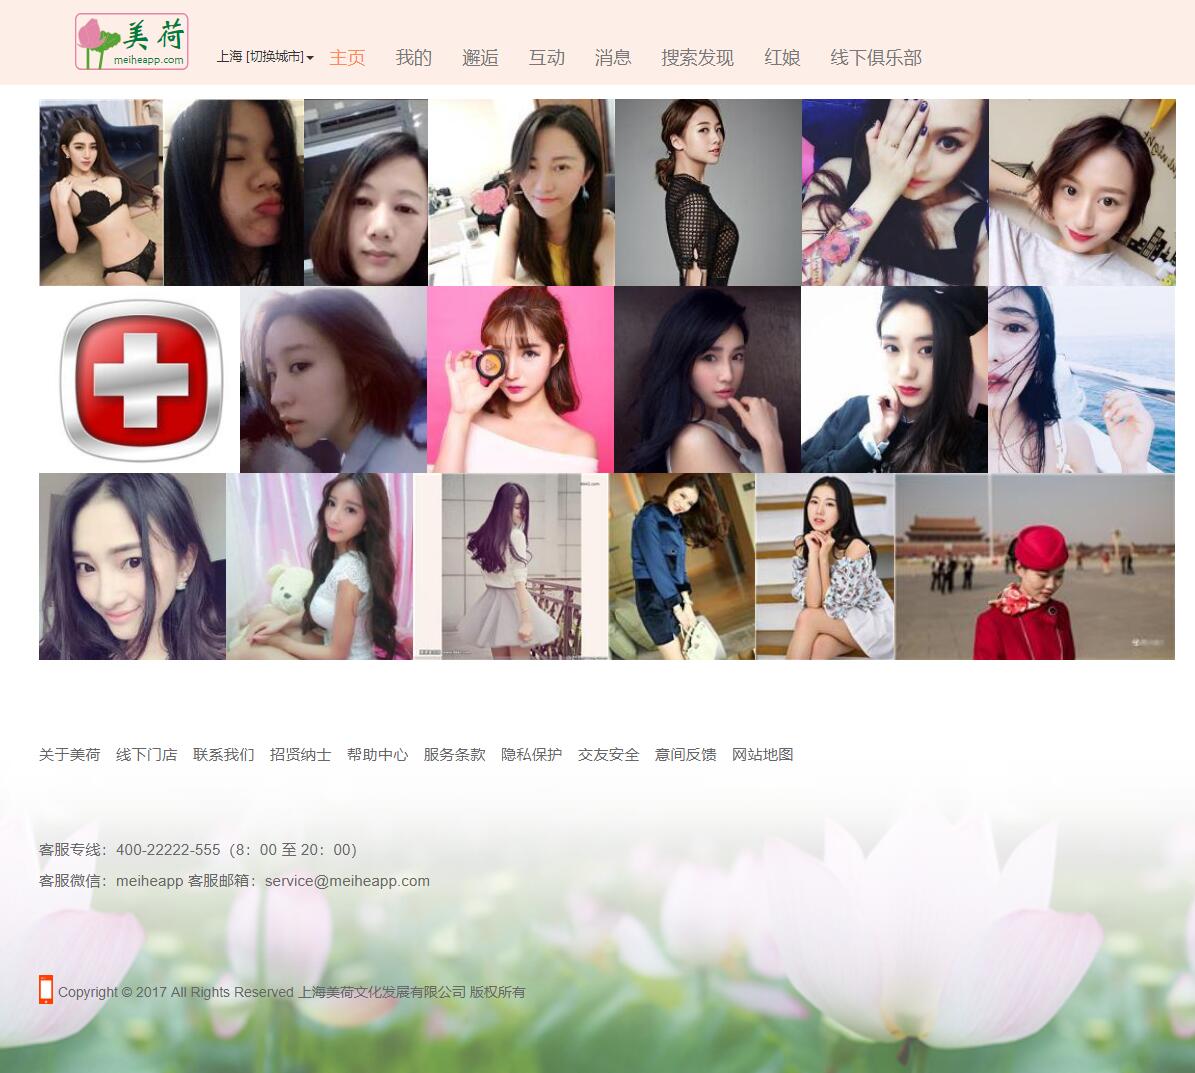 美荷
meiheapp.com
上海 [切换城市] 主页 我的 邂逅 互动 消息 搜索发现 红娘 线下俱乐部
关于美荷 线下门店 联系我们 招贤纳士 帮助中心 服务条款 隐私保护 交友安全 意间反馈 网站地图
客服专线：400-22222-555（8：00 至 20：00）
客服微信：meiheapp 客服邮箱：service@meiheapp.com
Copyright © 2017 All Rights Reserved 上海美荷文化发展有限公司 版权所有